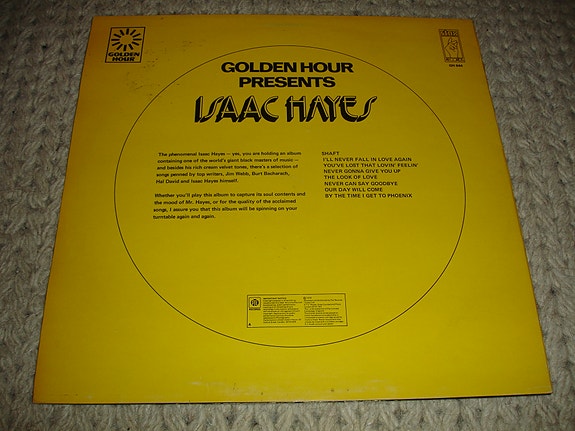 GOLDEN HOUR
stax
GOLDEN HOUR
PRESENTS
ISAAC HAYES
The phenomenal Isaac Hayes — yes, you are holding an album
containing one of the world's giant black masters of music —
and besides his rich cream velvet tones, there's a selection of
songs penned by top writers, Jim Webb, Burt Bacharach,
Hal David and Isaac Hayes himself.
Whether you'll play this album to capture its soul contents and
the mood of Mr. Hayes, or for the quality of the acclaimed
songs, I assure you that this album will be spinning on your
turntable again and again.
SHAFT
I'LL NEVER FALL IN LOVE AGAIN
YOU'VE LOST THAT LOVIN' FEELIN'
NEVER GONNA GIVE YOU UP
THE LOOK OF LOVE
NEVER CAN SAY GOODBYE
OUR DAY WILL COME
BY THE TIME I GET TO PHOENIX
PYE
RECORDS